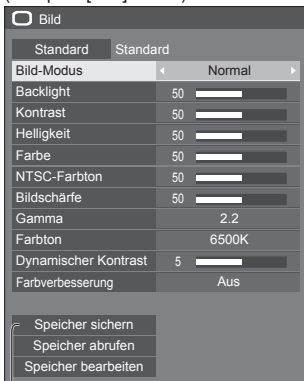 Bild
Standard Standard
Bild-Modus Normal
Backlight 50
Kontrast 50
Helligkeit 50
Farbe 50
NTSC-Farbton 50
Bildschärfe 50
Gamma 2.2
Farbton 6500K
Dynamischer Kontrast 5
Farbverbesserung Aus
Speicher sichern
Speicher abrufen
Speicher bearbeiten